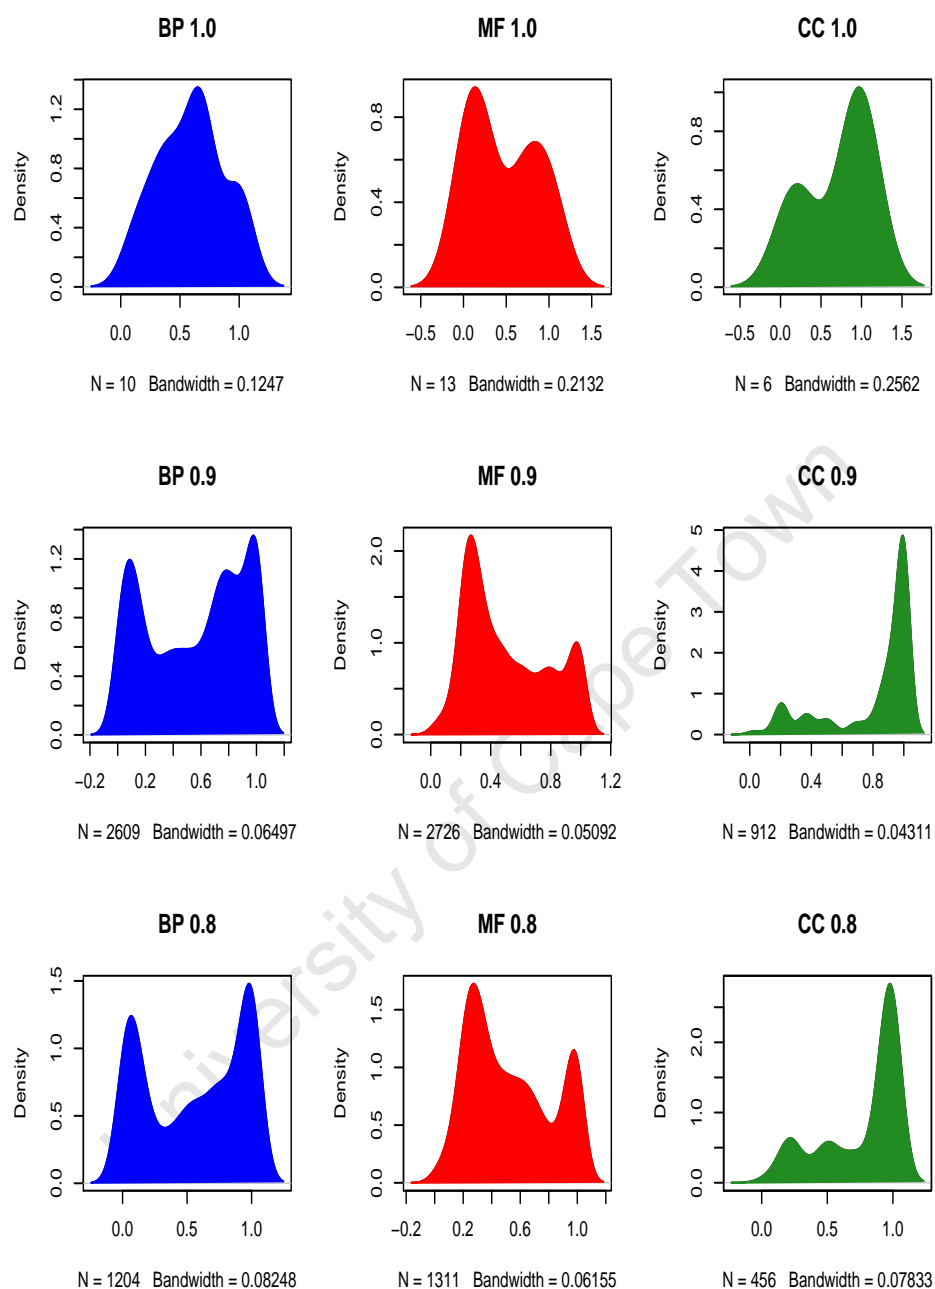 BP 1.0
MF 1.0
CC 1.0
Density
0.0 0.4 0.8 1.2
0.0 0.5 1.0
N = 10 Bandwidth = 0.1247
Density
0.0 0.4 0.8
−0.5 0.0 0.5 1.0 1.5
N = 13 Bandwidth = 0.2132
Density
0.0 0.4 0.8
−0.5 0.0 0.5 1.0 1.5
N = 6 Bandwidth = 0.2562
BP 0.9
MF 0.9
CC 0.9
Density
0.0 0.4 0.8 1.2
−0.2 0.2 0.6 1.0
N = 2609 Bandwidth = 0.06497
Density
0.0 1.0 2.0
0.0 0.4 0.8 1.2
N = 2726 Bandwidth = 0.05092
Density
0 1 2 3 4 5
0.0 0.4 0.8
N = 912 Bandwidth = 0.04311
BP 0.8
MF 0.8
CC 0.8
Density
0.0 0.5 1.0 1.5
0.0 0.5 1.0
N = 1204 Bandwidth = 0.08248
Density
0.0 0.5 1.0 1.5
−0.2 0.2 0.6 1.0
N = 1311 Bandwidth = 0.06155
Density
0.0 1.0 2.0
0.0 0.5 1.0
N = 456 Bandwidth = 0.07833
University of Cape Town